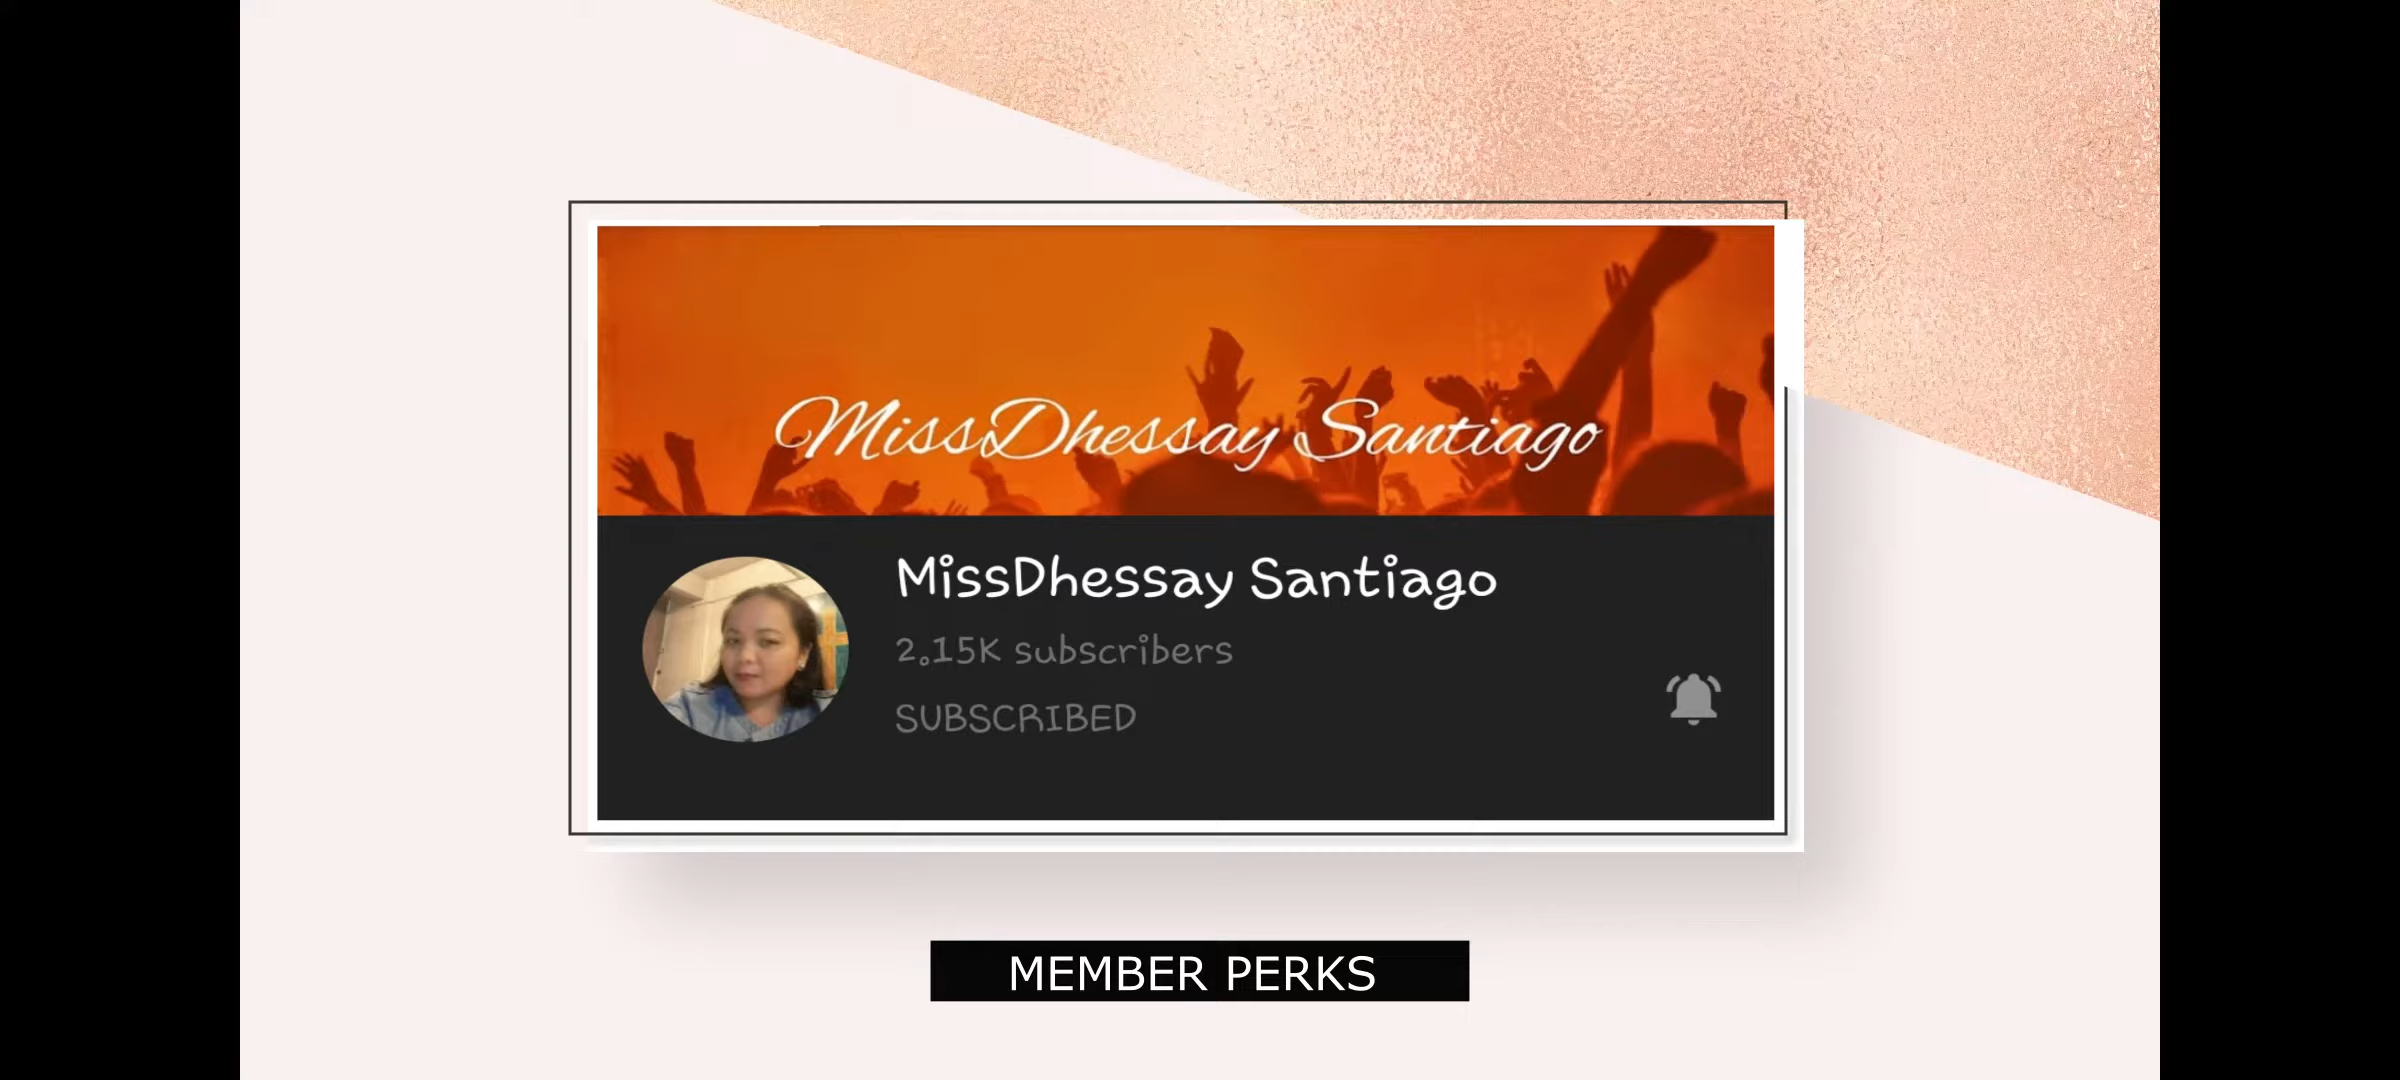 MissDhessay Santiago
MissDhessay Santiago
2.15K subscribers
SUBSCRIBED
MEMBER PERKS